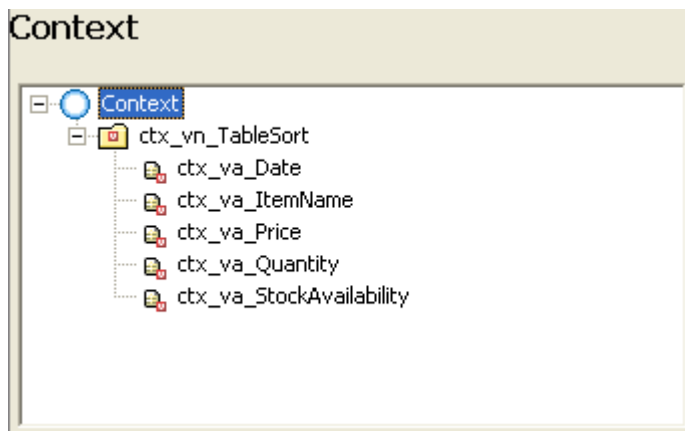 Context
Context
ctx_vn_TableSort
ctx_va_Date
ctx_va_ItemName
ctx_va_Price
ctx_va_Quantity
ctx_va_StockAvailability